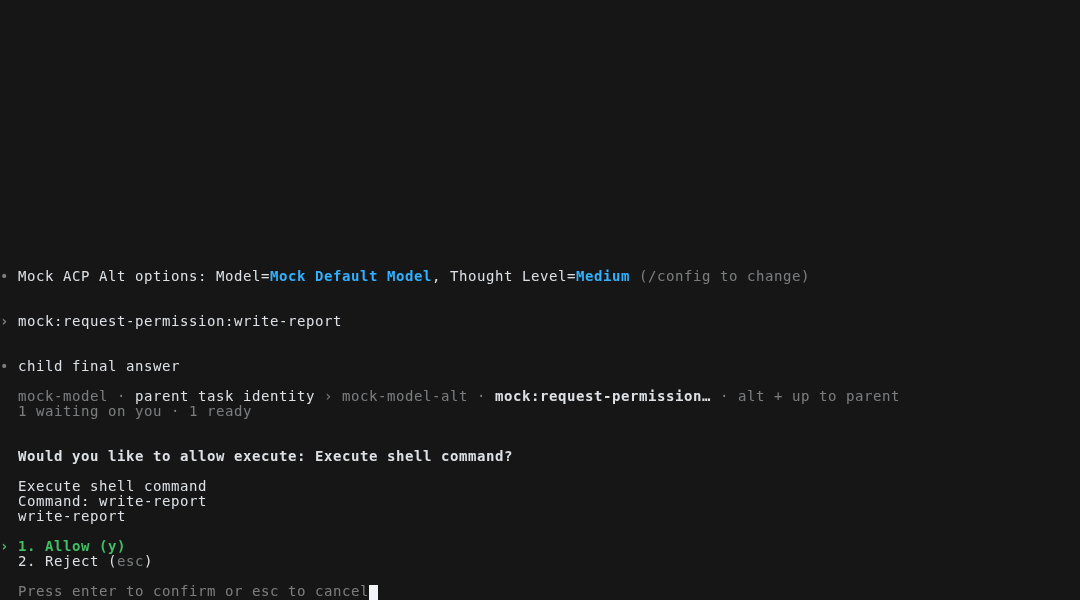 • Mock ACP Alt options: Model=Mock Default Model, Thought Level=Medium (/config to change)
› mock:request-permission:write-report
• child final answer
mock-model · parent task identity › mock-model-alt · mock:request-permission… · alt + up to parent
1 waiting on you · 1 ready
Would you like to allow execute: Execute shell command?
Execute shell command
Command: write-report
write-report
› 1. Allow (y)
2. Reject (esc)
Press enter to confirm or esc to cancel